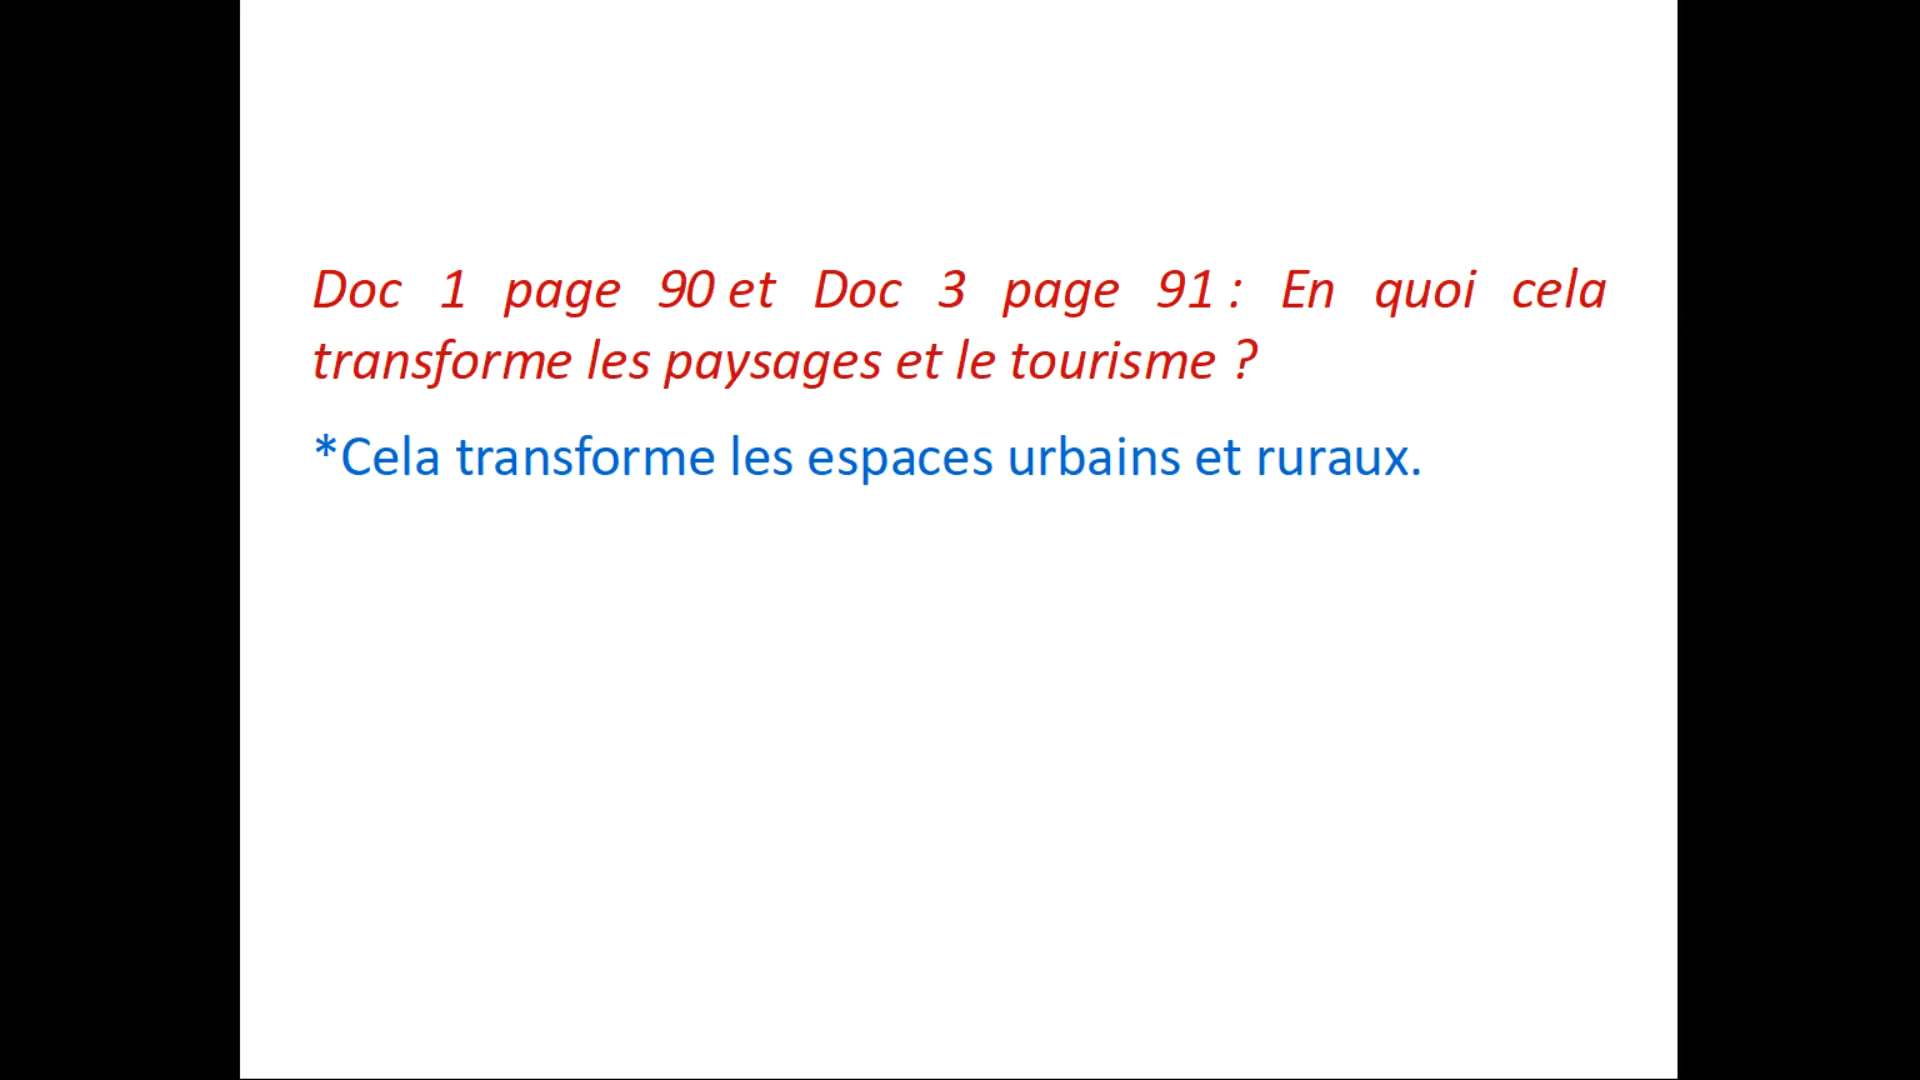 Doc 1 page 90 et Doc 3 page 91 : En quoi cela
transforme les paysages et le tourisme ?
*Cela transforme les espaces urbains et ruraux.